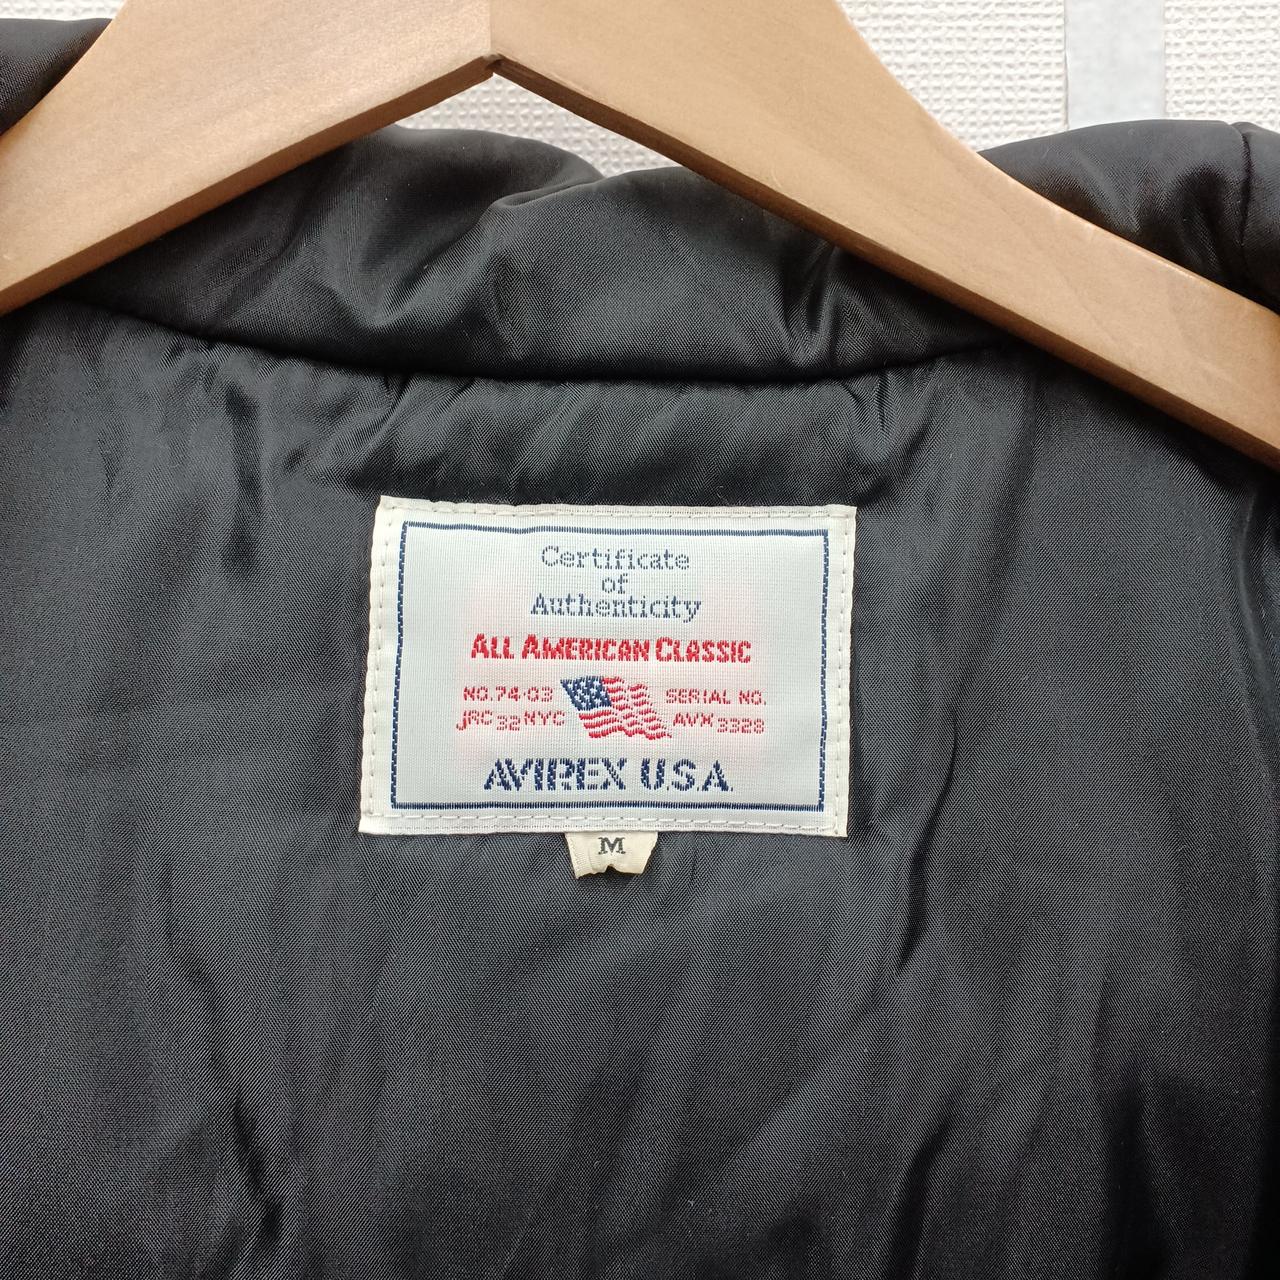 Certificate
of
Authenticity
ALL AMERICAN CLASSIC
NO.74-03 SERIAL NO.
JRC 32 NYC AVX 3328
AVIREX U.S.A.
M